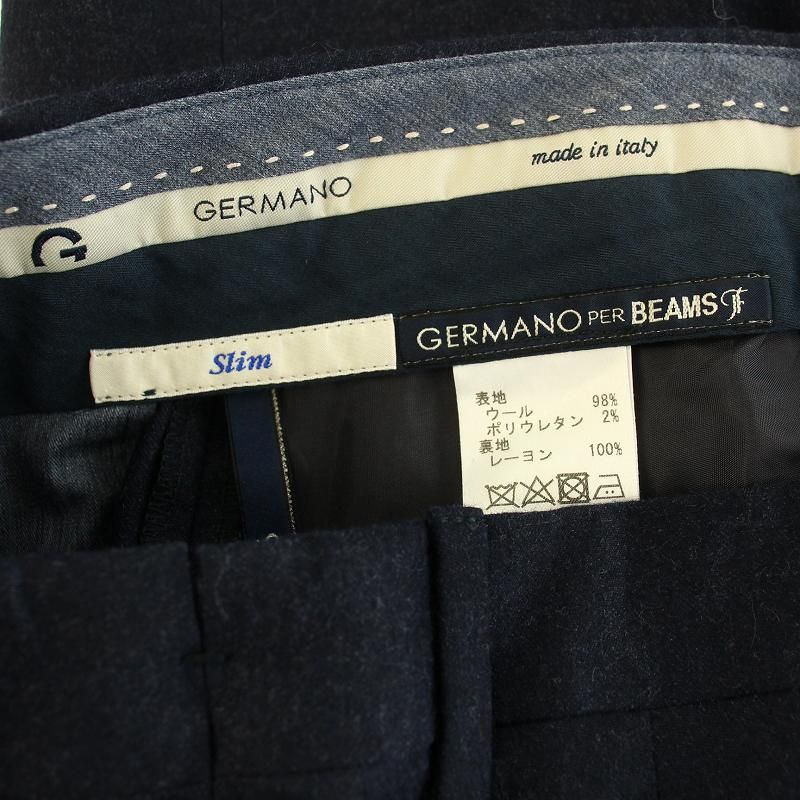 made in italy
GERMANO
G
GERMANO PER BEAMS F
Slim
表地
ウール 98%
ポリウレタン 2%
裏地
レーヨン 100%